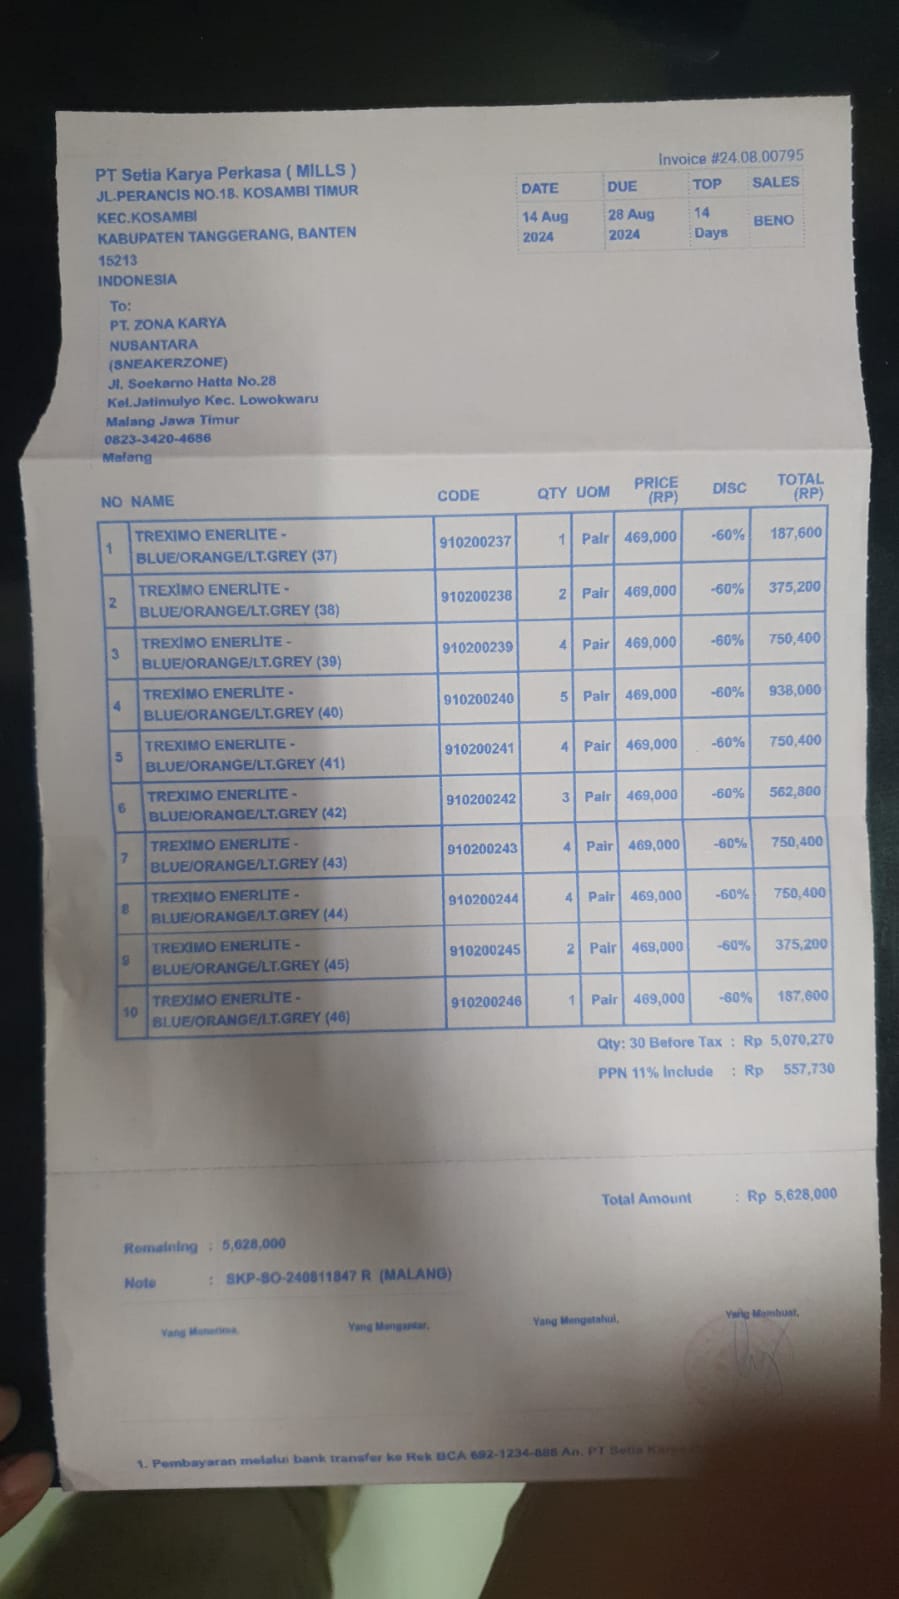 Invoice #24.08.00795
PT Setia Karya Perkasa ( MILLS )
JL.PERANCIS NO.18. KOSAMBI TIMUR
KEC.KOSAMBI
KABUPATEN TANGGERANG, BANTEN
15213
INDONESIA
DATE DUE TOP SALES
14 Aug 2024 28 Aug 2024 14 Days BENO
To:
PT. ZONA KARYA
NUSANTARA
(SNEAKERZONE)
Jl. Soekarno Hatta No.28
Kel.Jatimulyo Kec. Lowokwaru
Malang Jawa Timur
0823-3420-4686
Malang
NO NAME CODE QTY UOM PRICE (RP) DISC TOTAL (RP)
1 TREXIMO ENERLITE - BLUE/ORANGE/LT.GREY (37) 910200237 1 Pair 469,000 -60% 187,600
2 TREXIMO ENERLITE - BLUE/ORANGE/LT.GREY (38) 910200238 2 Pair 469,000 -60% 375,200
3 TREXIMO ENERLITE - BLUE/ORANGE/LT.GREY (39) 910200239 4 Pair 469,000 -60% 750,400
4 TREXIMO ENERLITE - BLUE/ORANGE/LT.GREY (40) 910200240 5 Pair 469,000 -60% 938,000
5 TREXIMO ENERLITE - BLUE/ORANGE/LT.GREY (41) 910200241 4 Pair 469,000 -60% 750,400
6 TREXIMO ENERLITE - BLUE/ORANGE/LT.GREY (42) 910200242 3 Pair 469,000 -60% 562,800
7 TREXIMO ENERLITE - BLUE/ORANGE/LT.GREY (43) 910200243 4 Pair 469,000 -60% 750,400
8 TREXIMO ENERLITE - BLUE/ORANGE/LT.GREY (44) 910200244 4 Pair 469,000 -60% 750,400
9 TREXIMO ENERLITE - BLUE/ORANGE/LT.GREY (45) 910200245 2 Pair 469,000 -60% 375,200
10 TREXIMO ENERLITE - BLUE/ORANGE/LT.GREY (46) 910200246 1 Pair 469,000 -60% 187,600
Qty: 30 Before Tax : Rp 5,070,270
PPN 11% Include : Rp 557,730
Total Amount : Rp 5,628,000
Remaining : 5,628,000
Note : SKP-SO-240811847 R (MALANG)
Yang Menerima, Yang Mengantar, Yang Mengetahui, Yang Membuat,
1. Pembayaran melalui bank transfer ke Rek BCA 692-1234-888 An. PT Setia